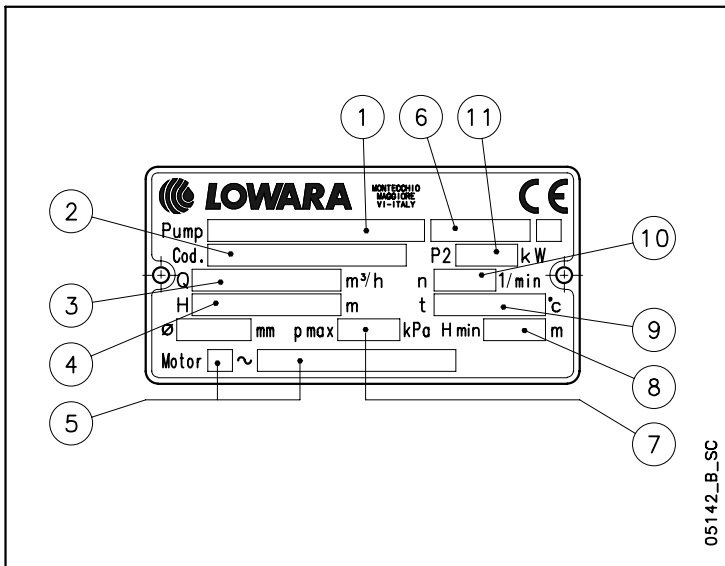 1 6 11
LOWARA MONTECCHIO MAGGIORE VI-ITALY CE
2
Pump
Cod. P2 kW
10
Q m³/h n 1/min
3
H m t °c
9
ø mm p max kPa H min m
4
8
Motor ~
5
7
05142_B_SC